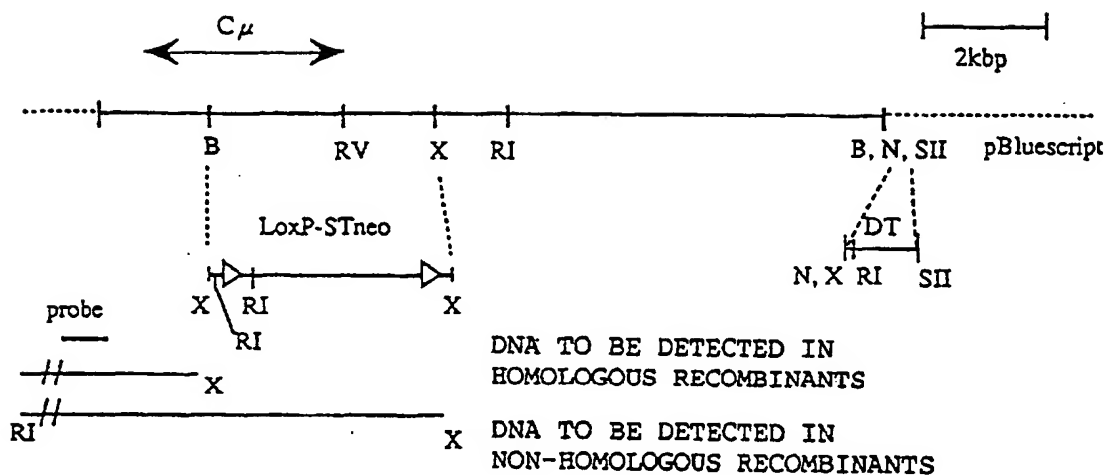 Cμ
2kbp
B RV X RI B, N, SII pBluescript
LoxP-STneo DT
X RI X N, X RI SII
probe RI
DNA TO BE DETECTED IN
HOMOLOGOUS RECOMBINANTS
X
RI X
DNA TO BE DETECTED IN
NON-HOMOLOGOUS RECOMBINANTS